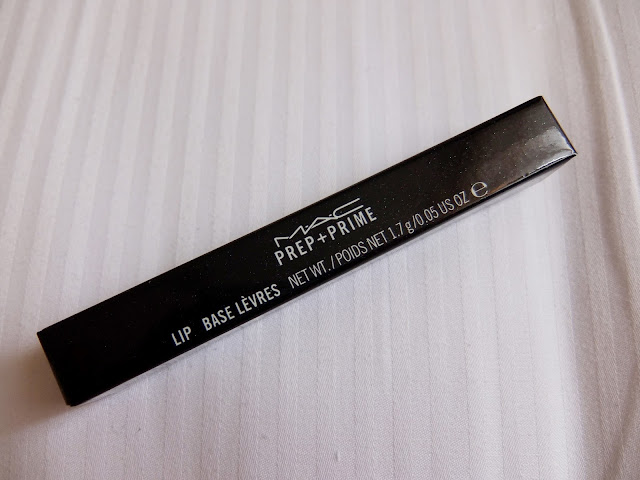 MAC
PREP+PRIME
LIP BASE LÈVRES NET WT./POIDS NET 1.7 g/0.05 US OZ ℮